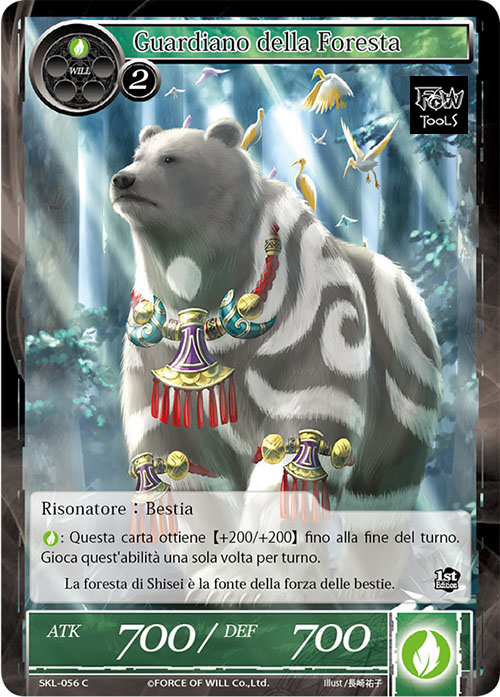 Guardiano della Foresta
WILL
2
FOW
TOOLS
Risonatore : Bestia
: Questa carta ottiene 【+200/+200】 fino alla fine del turno.
Gioca quest'abilità una sola volta per turno.
La foresta di Shisei è la fonte della forza delle bestie.
1st
Edition
ATK 700/ DEF 700
SKL-056 C ©FORCE OF WILL Co.,Ltd. Illust/長崎祐子